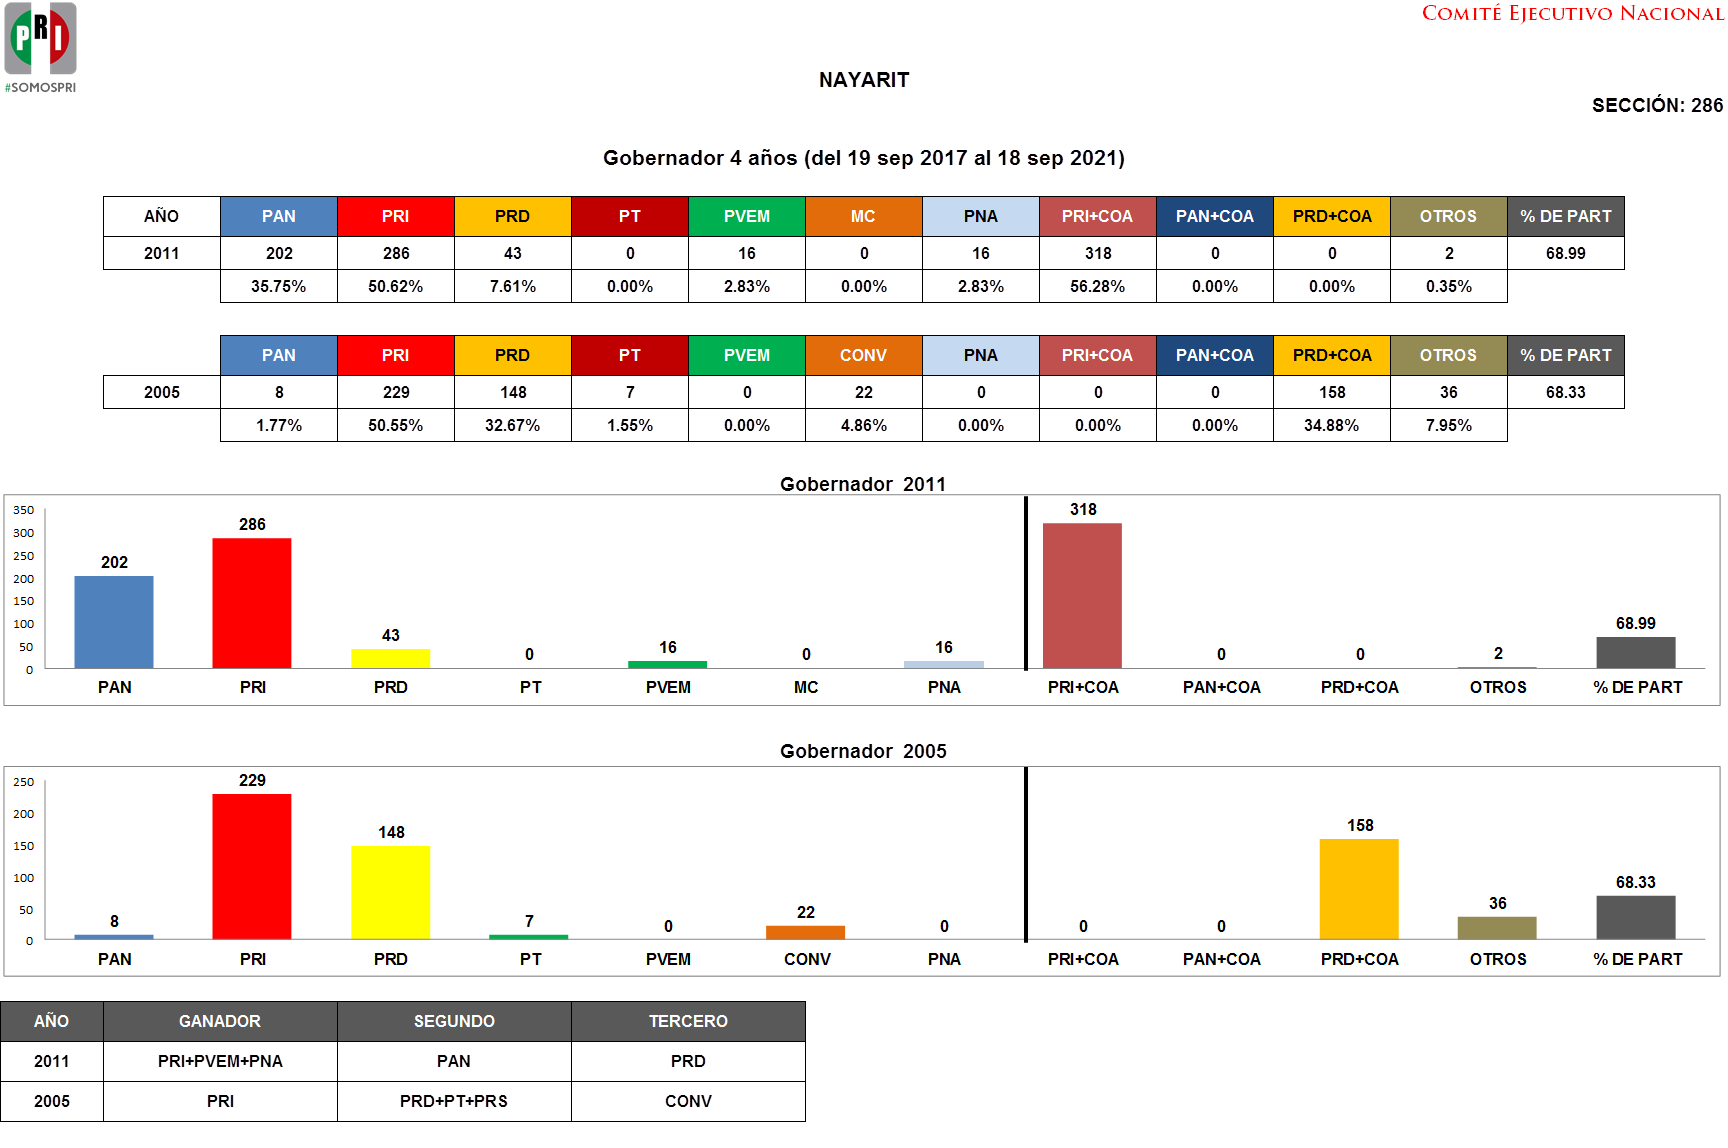 PRI
#SOMOSPRI
COMITÉ EJECUTIVO NACIONAL
NAYARIT
SECCIÓN: 286
Gobernador 4 años (del 19 sep 2017 al 18 sep 2021)
AÑO PAN PRI PRD PT PVEM MC PNA PRI+COA PAN+COA PRD+COA OTROS % DE PART
2011 202 286 43 0 16 0 16 318 0 0 2 68.99
35.75% 50.62% 7.61% 0.00% 2.83% 0.00% 2.83% 56.28% 0.00% 0.00% 0.35%
PAN PRI PRD PT PVEM CONV PNA PRI+COA PAN+COA PRD+COA OTROS % DE PART
2005 8 229 148 7 0 22 0 0 0 158 36 68.33
1.77% 50.55% 32.67% 1.55% 0.00% 4.86% 0.00% 0.00% 0.00% 34.88% 7.95%
Gobernador 2011
350
300
250
200
150
100
50
0
202 286 43 0 16 0 16 318 0 0 2 68.99
PAN PRI PRD PT PVEM MC PNA PRI+COA PAN+COA PRD+COA OTROS % DE PART
Gobernador 2005
250
200
150
100
50
0
8 229 148 7 0 22 0 0 0 158 36 68.33
PAN PRI PRD PT PVEM CONV PNA PRI+COA PAN+COA PRD+COA OTROS % DE PART
AÑO GANADOR SEGUNDO TERCERO
2011 PRI+PVEM+PNA PAN PRD
2005 PRI PRD+PT+PRS CONV